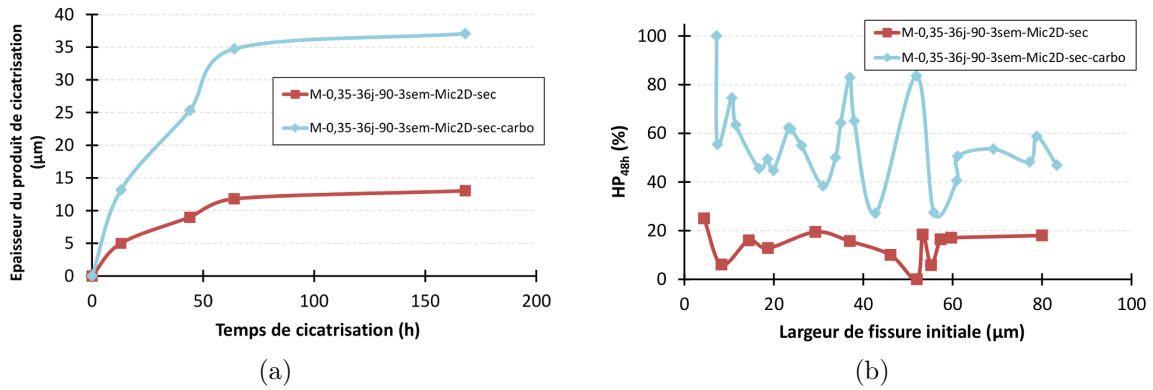 Epaisseur du produit de cicatrisation
(µm)
40
35
30
25
20
15
10
5
0
M-0,35-36j-90-3sem-Mic2D-sec
M-0,35-36j-90-3sem-Mic2D-sec-carbo
0 50 100 150 200
Temps de cicatrisation (h)
(a)
HP48h (%)
100
80
60
40
20
0
M-0,35-36j-90-3sem-Mic2D-sec
M-0,35-36j-90-3sem-Mic2D-sec-carbo
0 20 40 60 80 100
Largeur de fissure initiale (µm)
(b)